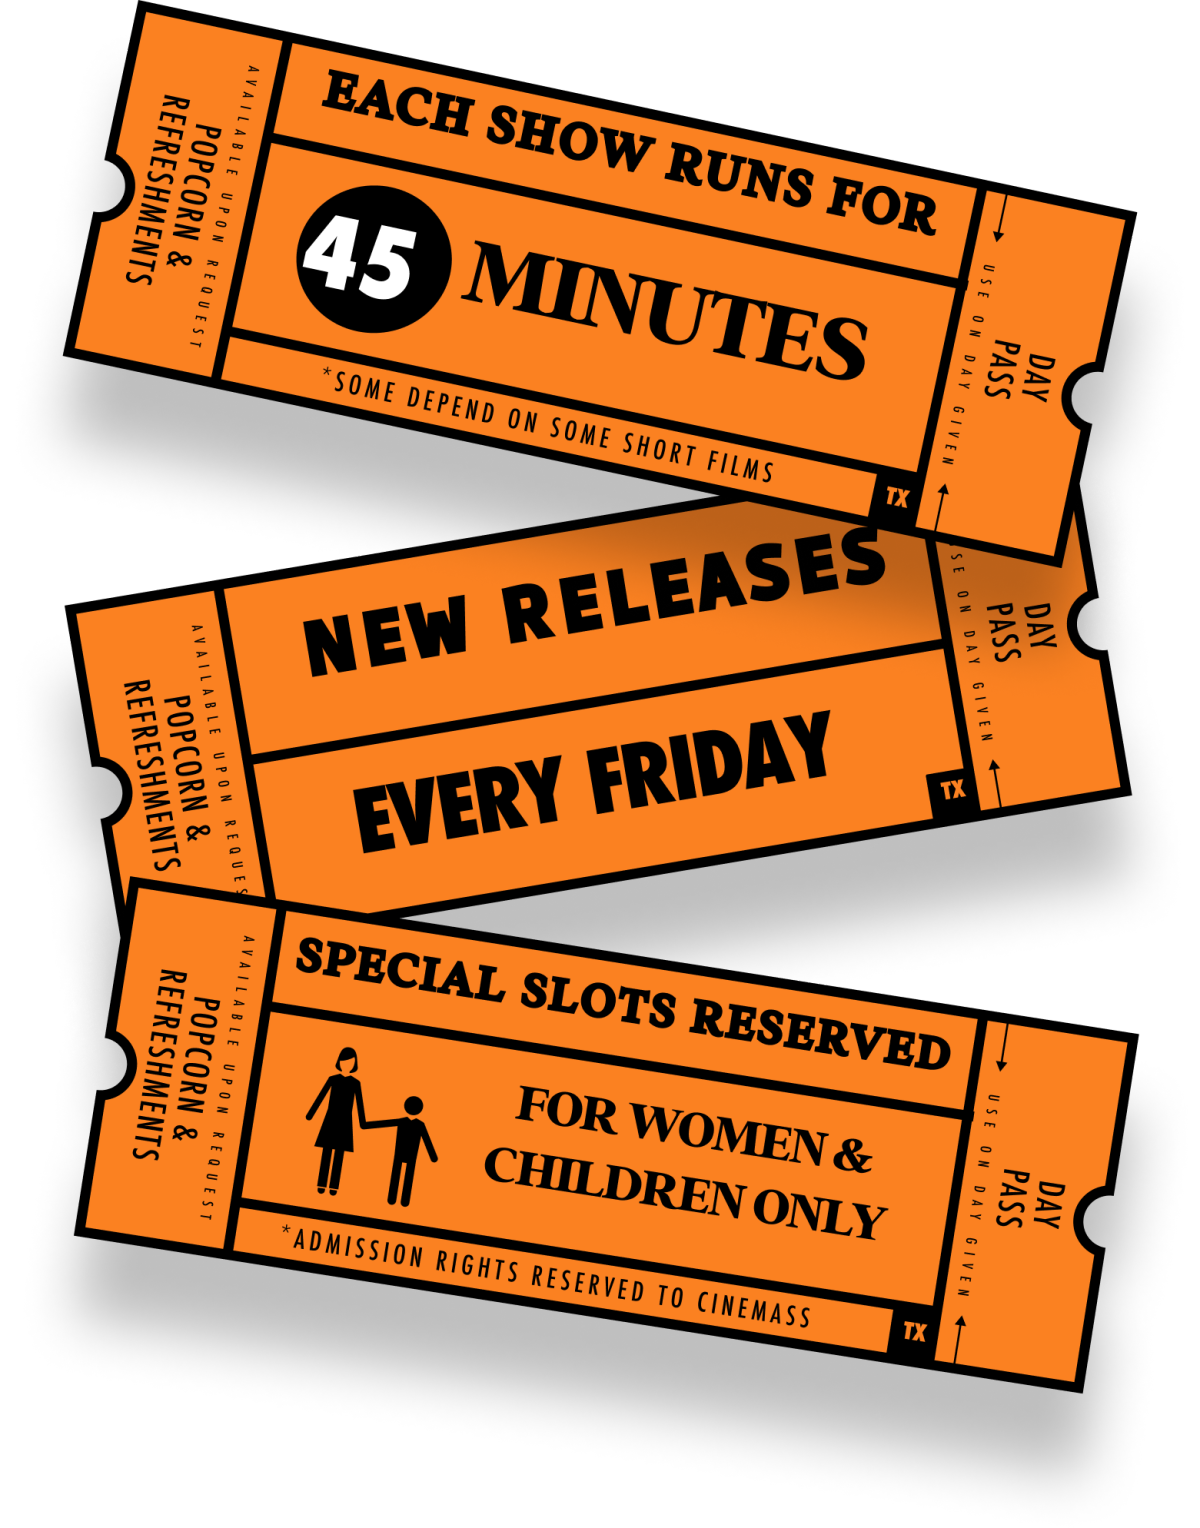 EACH SHOW RUNS FOR
45 MINUTES
*SOME DEPEND ON SOME SHORT FILMS
TX
AVAILABLE UPON REQUEST
POPCORN &
REFRESHMENTS
DAY
PASS
USE ON DAY GIVEN
NEW RELEASES
EVERY FRIDAY
TX
AVAILABLE UPON REQUES
POPCORN &
REFRESHMENTS
DAY
PASS
SE ON DAY GIVEN
SPECIAL SLOTS RESERVED
FOR WOMEN &
CHILDREN ONLY
*ADMISSION RIGHTS RESERVED TO CINEMASS
TX
AVAILABLE UPON REQUEST
POPCORN &
REFRESHMENTS
DAY
PASS
USE ON DAY GIVEN